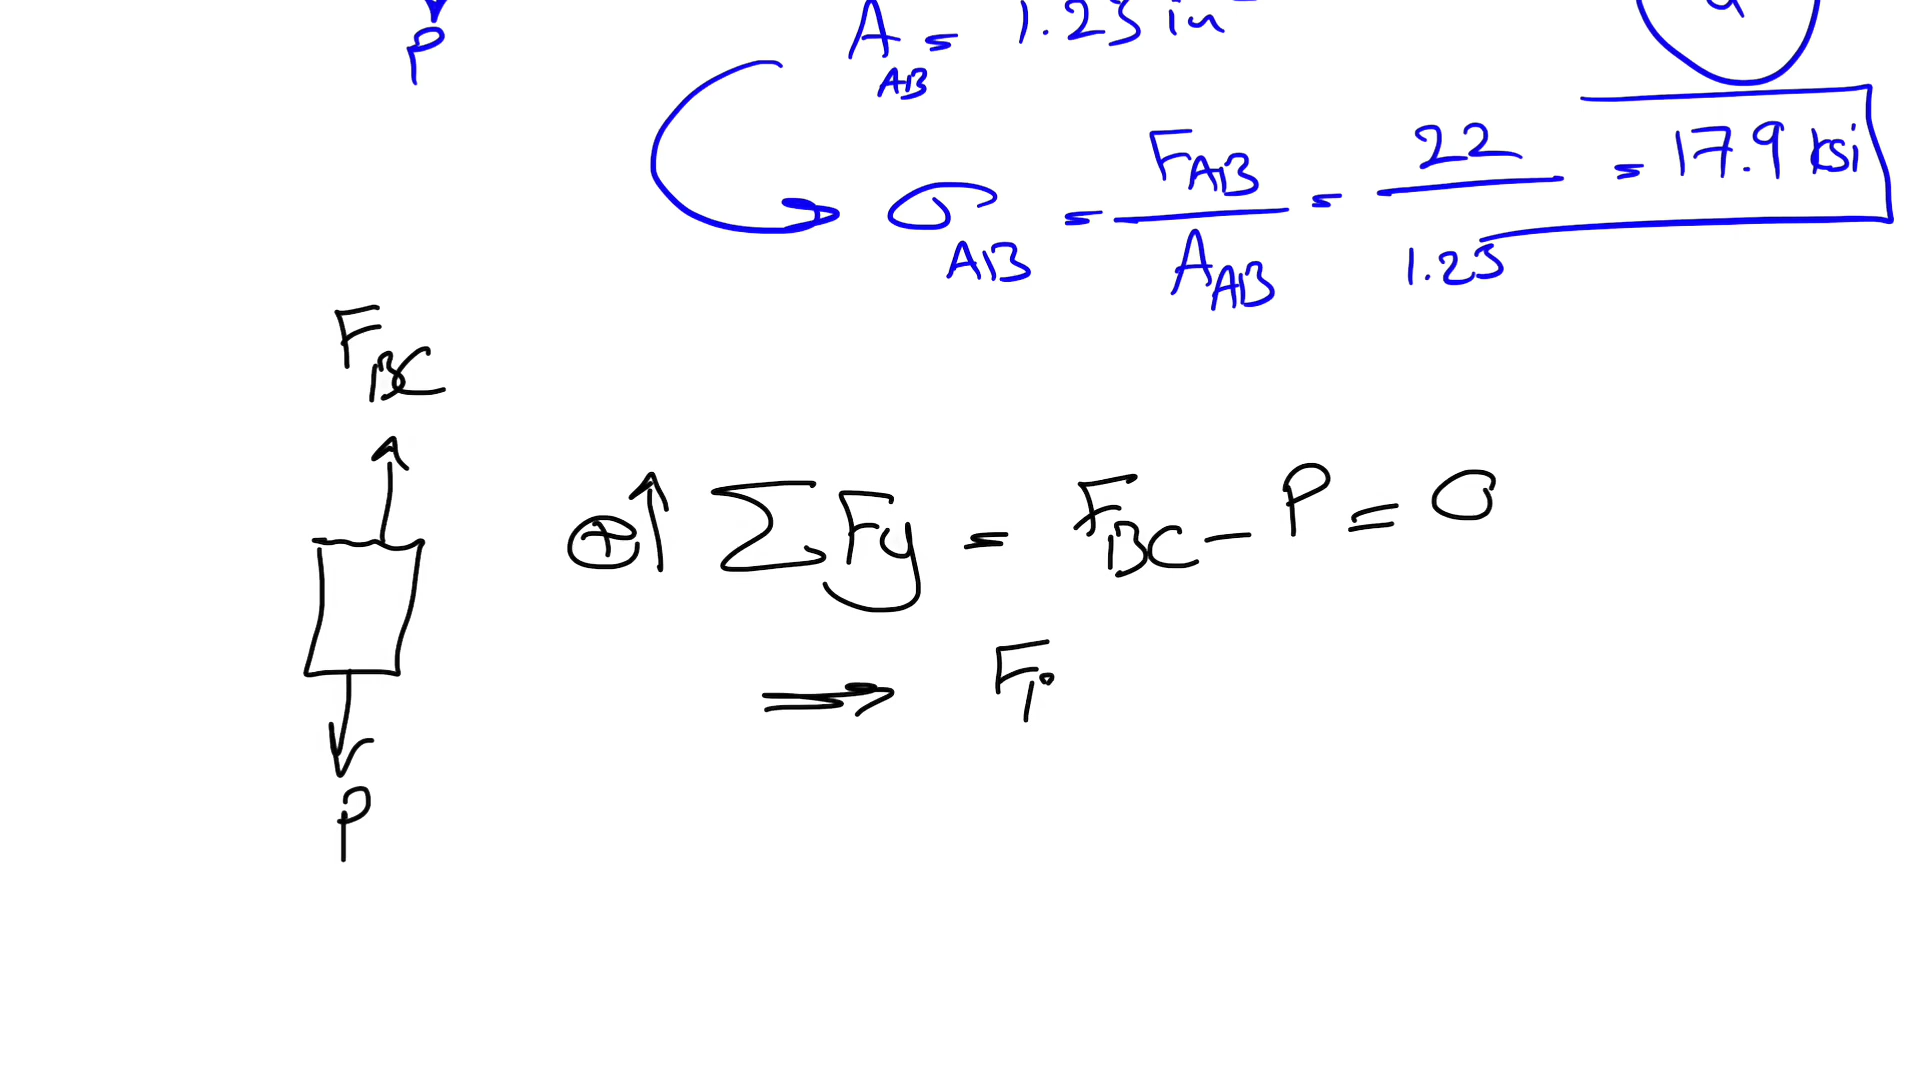 P
A_AB = 1.23 in
σ_AB = F_AB / A_AB = 22 / 1.23 = 17.9 ksi
F_BC
⊕↑ ΣFy = F_BC − P = 0
⇒ F
P